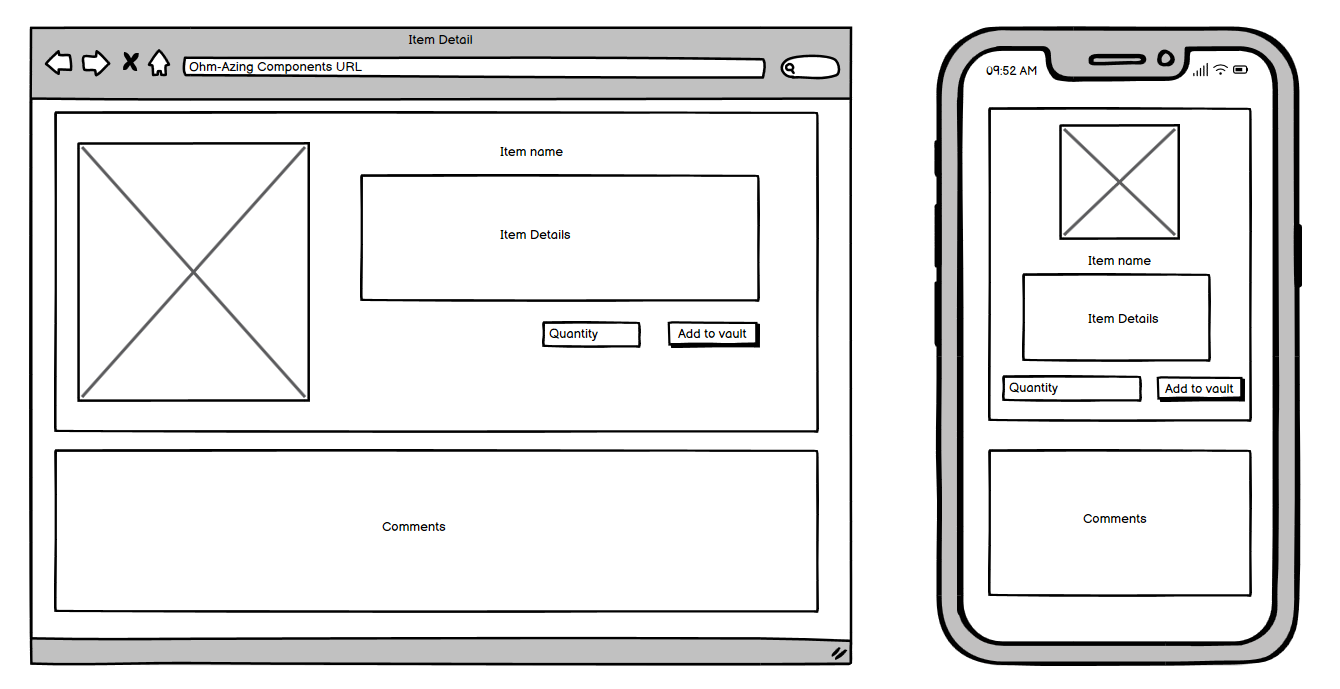 Item Detail
Ohm-Azing Components URL
Item name
Item Details
Quantity
Add to vault
Comments
09:52 AM
Item name
Item Details
Quantity
Add to vault
Comments